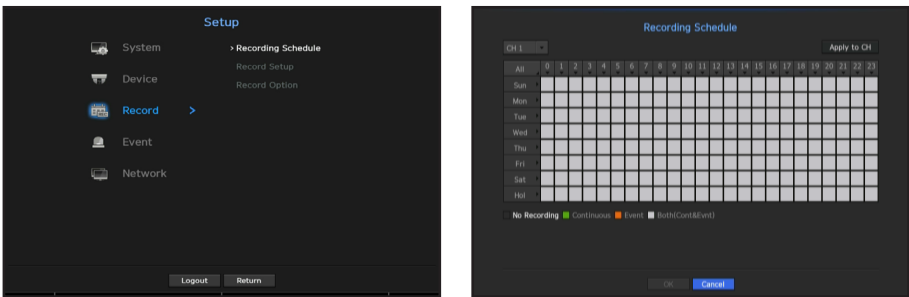 Setup
System
Device
Record >
Event
Network
> Recording Schedule
Record Setup
Record Option
Logout Return
Recording Schedule
CH 1 Apply to CH
All 0 1 2 3 4 5 6 7 8 9 10 11 12 13 14 15 16 17 18 19 20 21 22 23
Sun
Mon
Tue
Wed
Thu
Fri
Sat
Hol
No Recording Continuous Event Both(Cont&Evnt)
OK Cancel